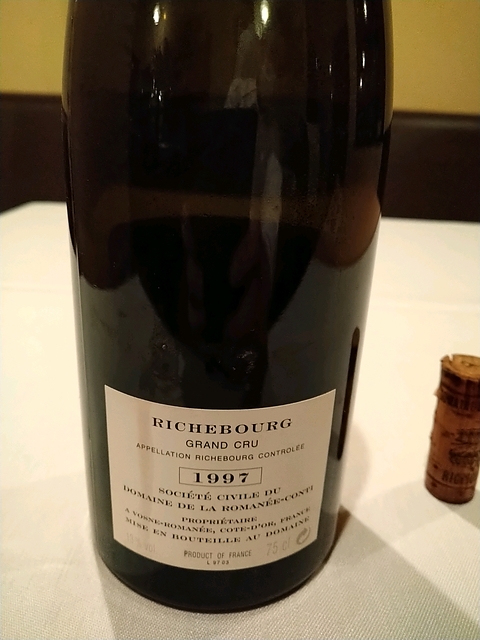 RICHEBOURG
GRAND CRU
APPELLATION RICHEBOURG CONTROLÉE
1997
SOCIÉTÉ CIVILE DU
DOMAINE DE LA ROMANÉE-CONTI
PROPRIÉTAIRE
A VOSNE-ROMANÉE, COTE-D'OR, FRANCE
MISE EN BOUTEILLE AU DOMAINE
PRODUCT OF FRANCE
75 cl